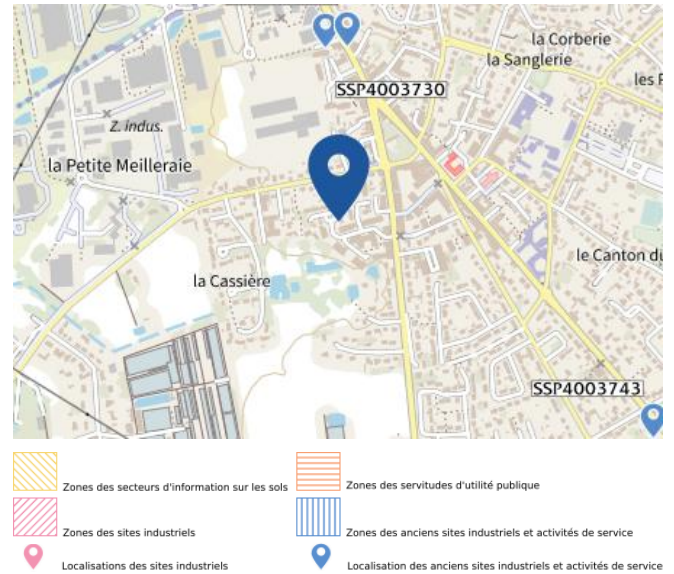 la Corberie
la Sanglerie
les
SSP4003730
Z. indus.
la Petite Meilleraie
le Canton du
la Cassière
SSP4003743
Zones des secteurs d'information sur les sols
Zones des servitudes d'utilité publique
Zones des sites industriels
Zones des anciens sites industriels et activités de service
Localisations des sites industriels
Localisation des anciens sites industriels et activités de service